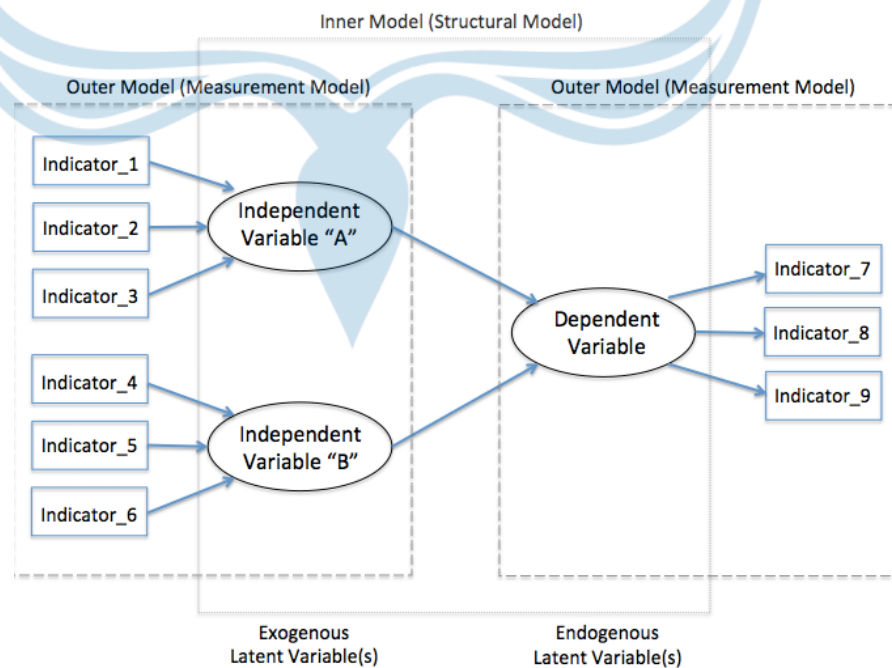 Inner Model (Structural Model)
Outer Model (Measurement Model)
Outer Model (Measurement Model)
Indicator_1
Indicator_2
Indicator_3
Independent
Variable “A”
Indicator_4
Indicator_5
Indicator_6
Independent
Variable “B”
Dependent
Variable
Indicator_7
Indicator_8
Indicator_9
Exogenous
Latent Variable(s)
Endogenous
Latent Variable(s)